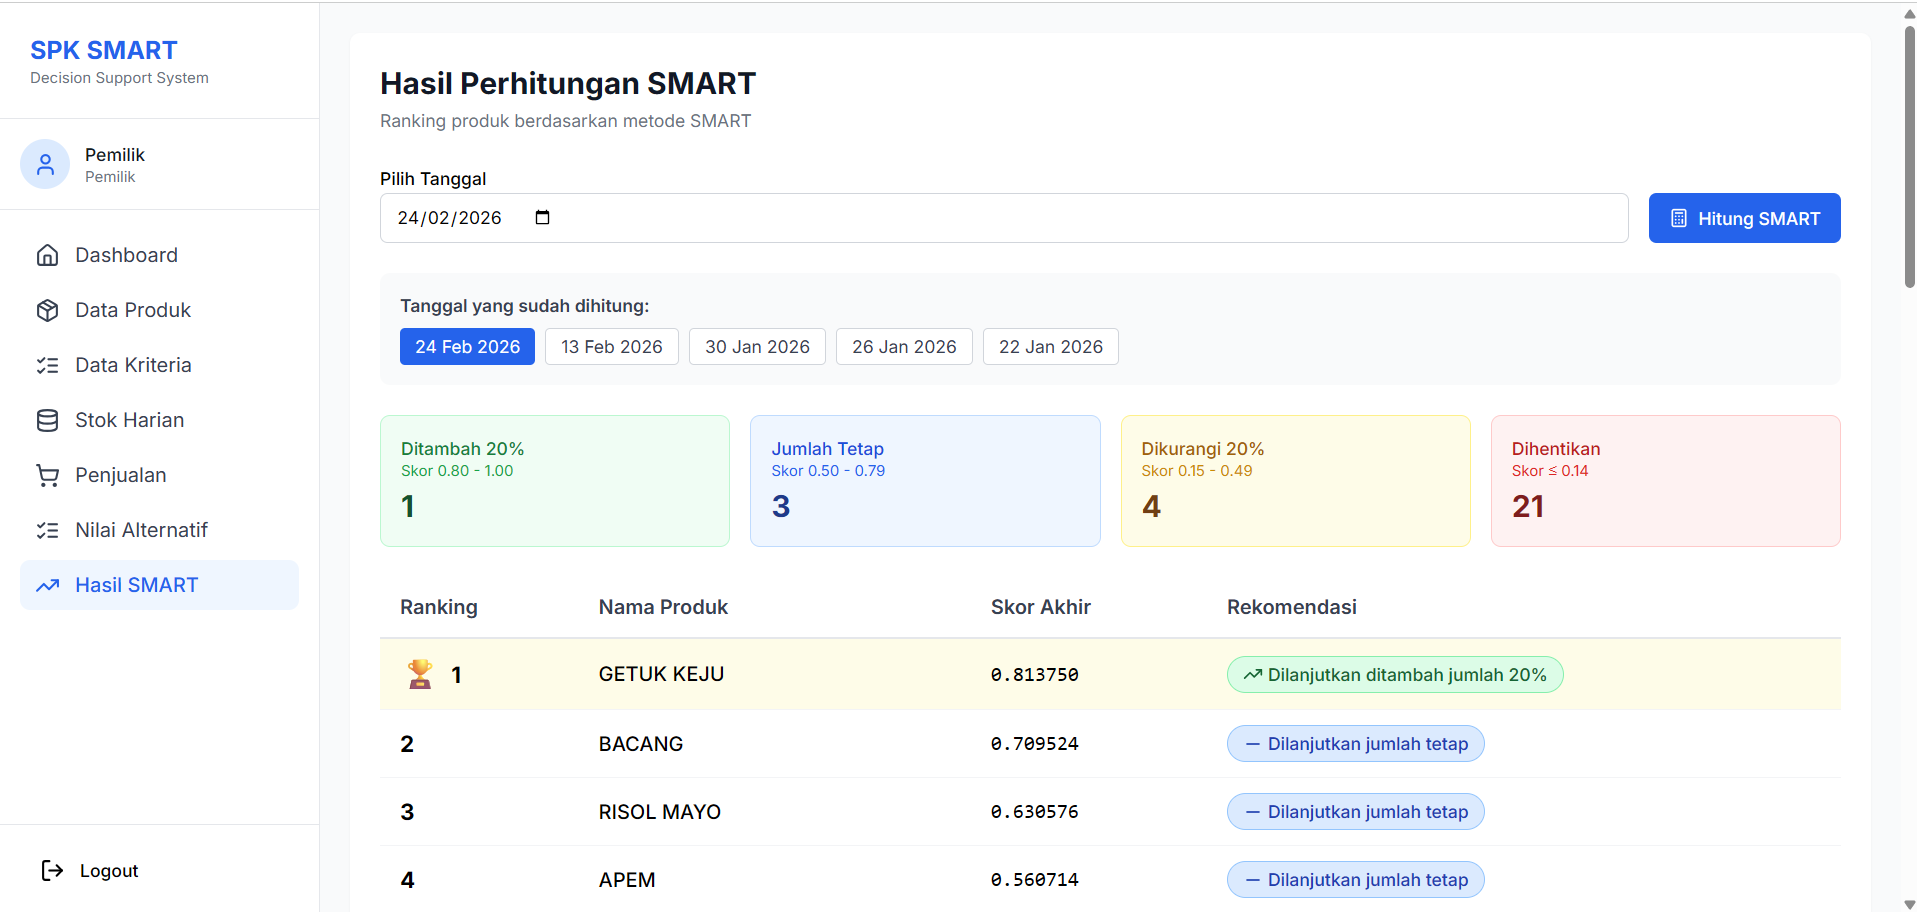 SPK SMART
Decision Support System
Pemilik
Pemilik
Dashboard
Data Produk
Data Kriteria
Stok Harian
Penjualan
Nilai Alternatif
Hasil SMART
Logout
Hasil Perhitungan SMART
Ranking produk berdasarkan metode SMART
Pilih Tanggal
24/02/2026
Hitung SMART
Tanggal yang sudah dihitung:
24 Feb 2026 13 Feb 2026 30 Jan 2026 26 Jan 2026 22 Jan 2026
Ditambah 20%
Skor 0.80 - 1.00
1
Jumlah Tetap
Skor 0.50 - 0.79
3
Dikurangi 20%
Skor 0.15 - 0.49
4
Dihentikan
Skor ≤ 0.14
21
Ranking Nama Produk Skor Akhir Rekomendasi
1 GETUK KEJU 0.813750 Dilanjutkan ditambah jumlah 20%
2 BACANG 0.709524 Dilanjutkan jumlah tetap
3 RISOL MAYO 0.630576 Dilanjutkan jumlah tetap
4 APEM 0.560714 Dilanjutkan jumlah tetap